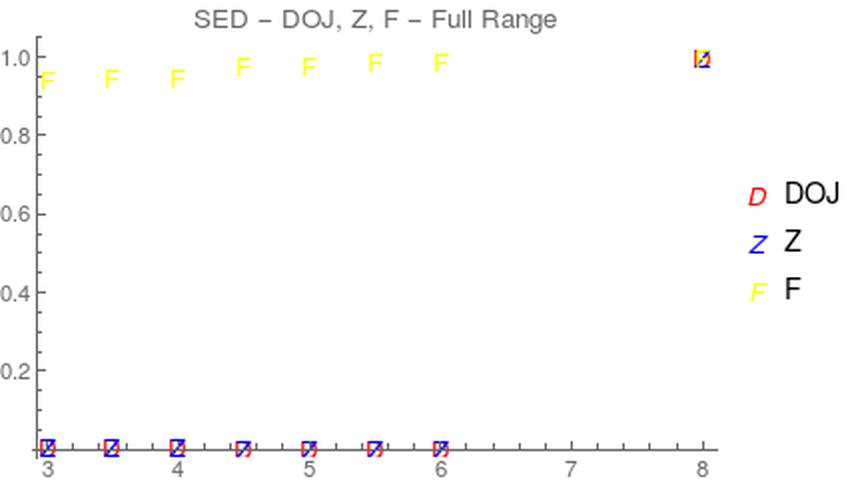 SED − DOJ, Z, F − Full Range
1.0
0.8
0.6
0.4
0.2
F F F F F F F
D Z
D Z D Z D Z D Z D Z D Z D Z
3 4 5 6 7 8
D DOJ
Z Z
F F